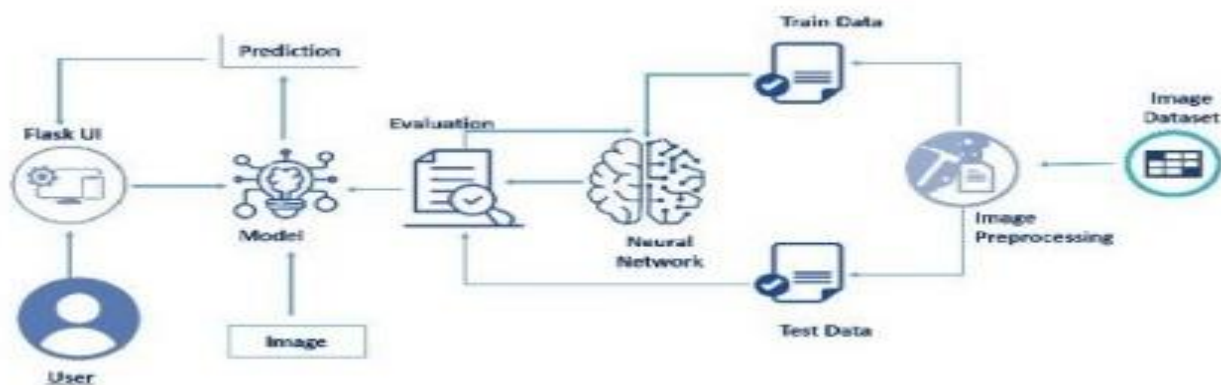 Train Data
Prediction
Image
Dataset
Evaluation
Flask UI
Image
Preprocessing
Model
Neural
Network
Test Data
Image
User